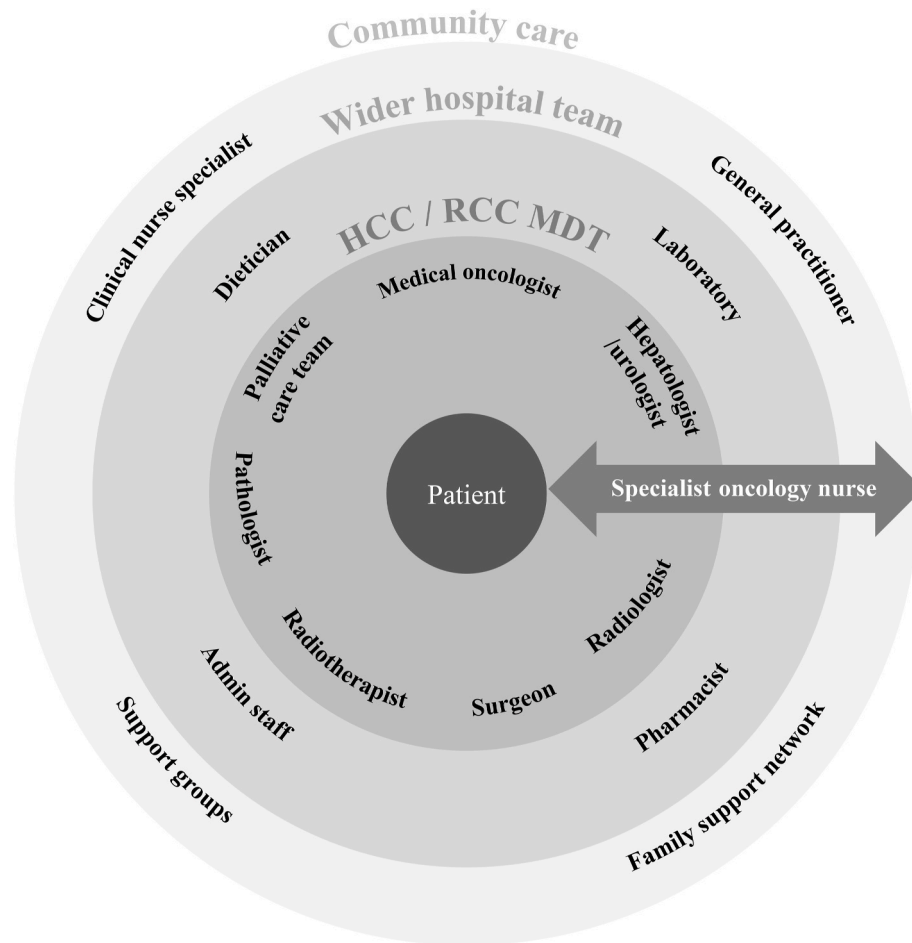 Community care
Wider hospital team
HCC / RCC MDT
Clinical nurse specialist
General practitioner
Dietician
Laboratory
Medical oncologist
Palliative
care team
Hepatologist
/urologist
Pathologist
Patient
Specialist oncology nurse
Radiologist
Radiotherapist
Surgeon
Admin staff
Pharmacist
Support groups
Family support network